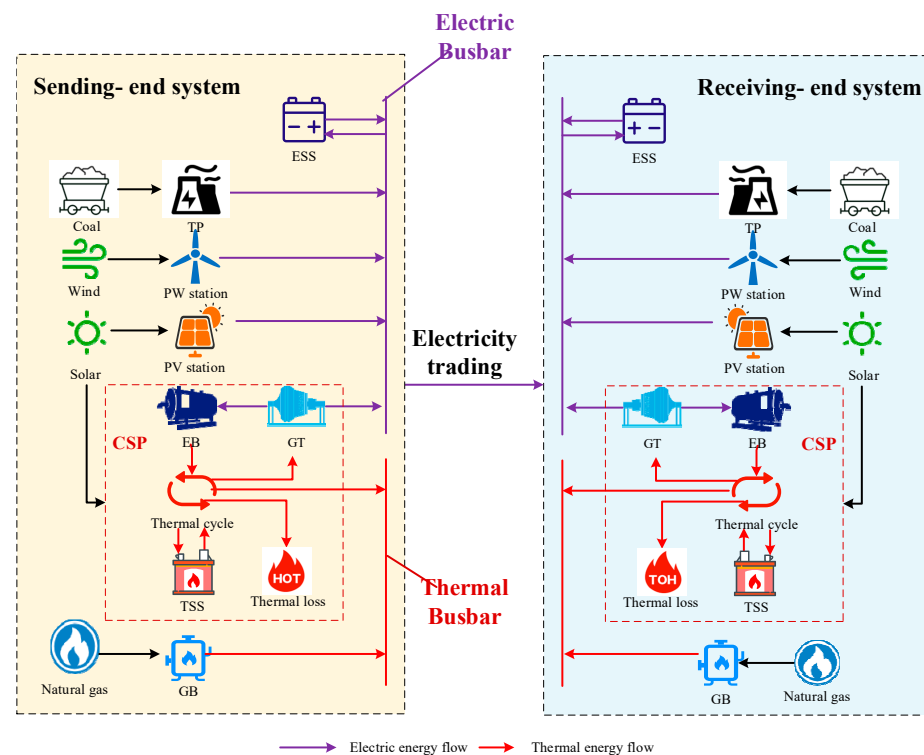 Electric
Busbar
Sending- end system
ESS
Coal
TP
Wind
PW station
Solar
PV station
CSP
EB
GT
Thermal cycle
TSS
HOT
Thermal loss
Natural gas
GB
Electricity
trading
Thermal
Busbar
Receiving- end system
ESS
TP
Coal
PW station
Wind
PV station
Solar
GT
EB
CSP
Thermal cycle
TOH
Thermal loss
TSS
GB
Natural gas
Electric energy flow
Thermal energy flow